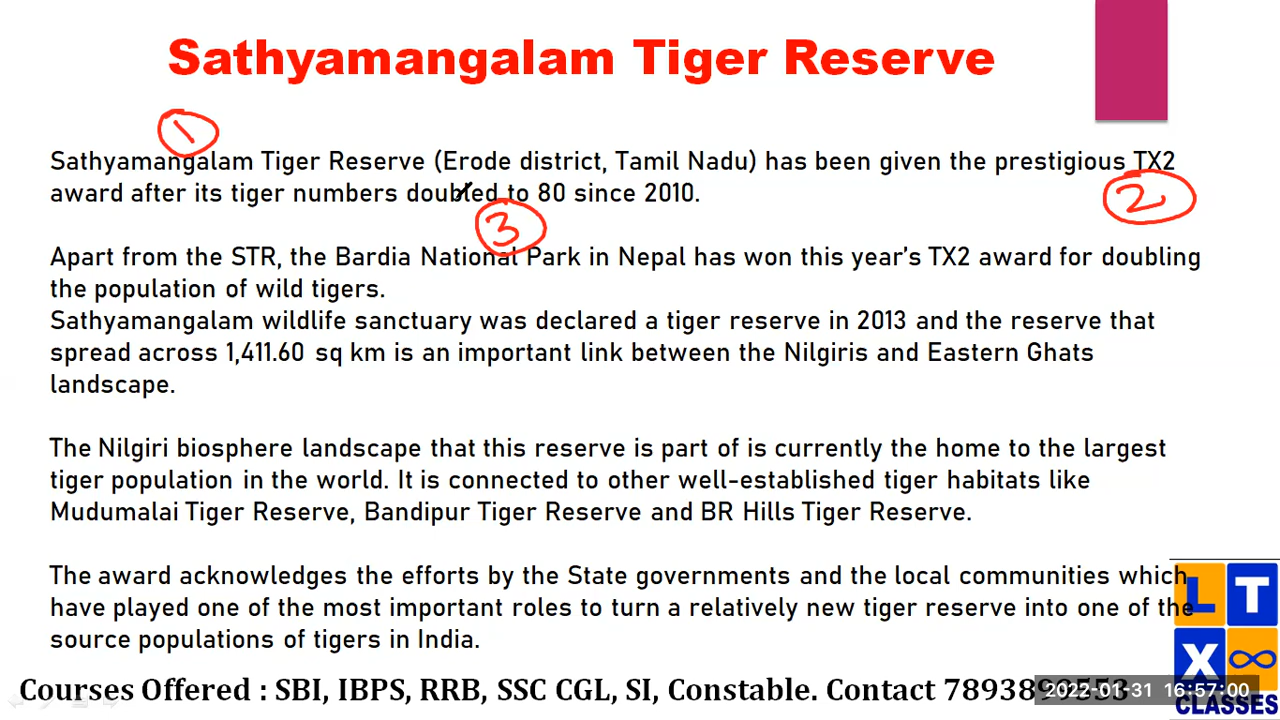 Sathyamangalam Tiger Reserve
1
Sathyamangalam Tiger Reserve (Erode district, Tamil Nadu) has been given the prestigious TX2
award after its tiger numbers doubled to 80 since 2010.
2
3
Apart from the STR, the Bardia National Park in Nepal has won this year's TX2 award for doubling
the population of wild tigers.
Sathyamangalam wildlife sanctuary was declared a tiger reserve in 2013 and the reserve that
spread across 1,411.60 sq km is an important link between the Nilgiris and Eastern Ghats
landscape.
The Nilgiri biosphere landscape that this reserve is part of is currently the home to the largest
tiger population in the world. It is connected to other well-established tiger habitats like
Mudumalai Tiger Reserve, Bandipur Tiger Reserve and BR Hills Tiger Reserve.
The award acknowledges the efforts by the State governments and the local communities which
have played one of the most important roles to turn a relatively new tiger reserve into one of the
source populations of tigers in India.
L T
X ∞
CLASSES
Courses Offered : SBI, IBPS, RRB, SSC CGL, SI, Constable. Contact 7893899553
2022-01-31 16:57:00